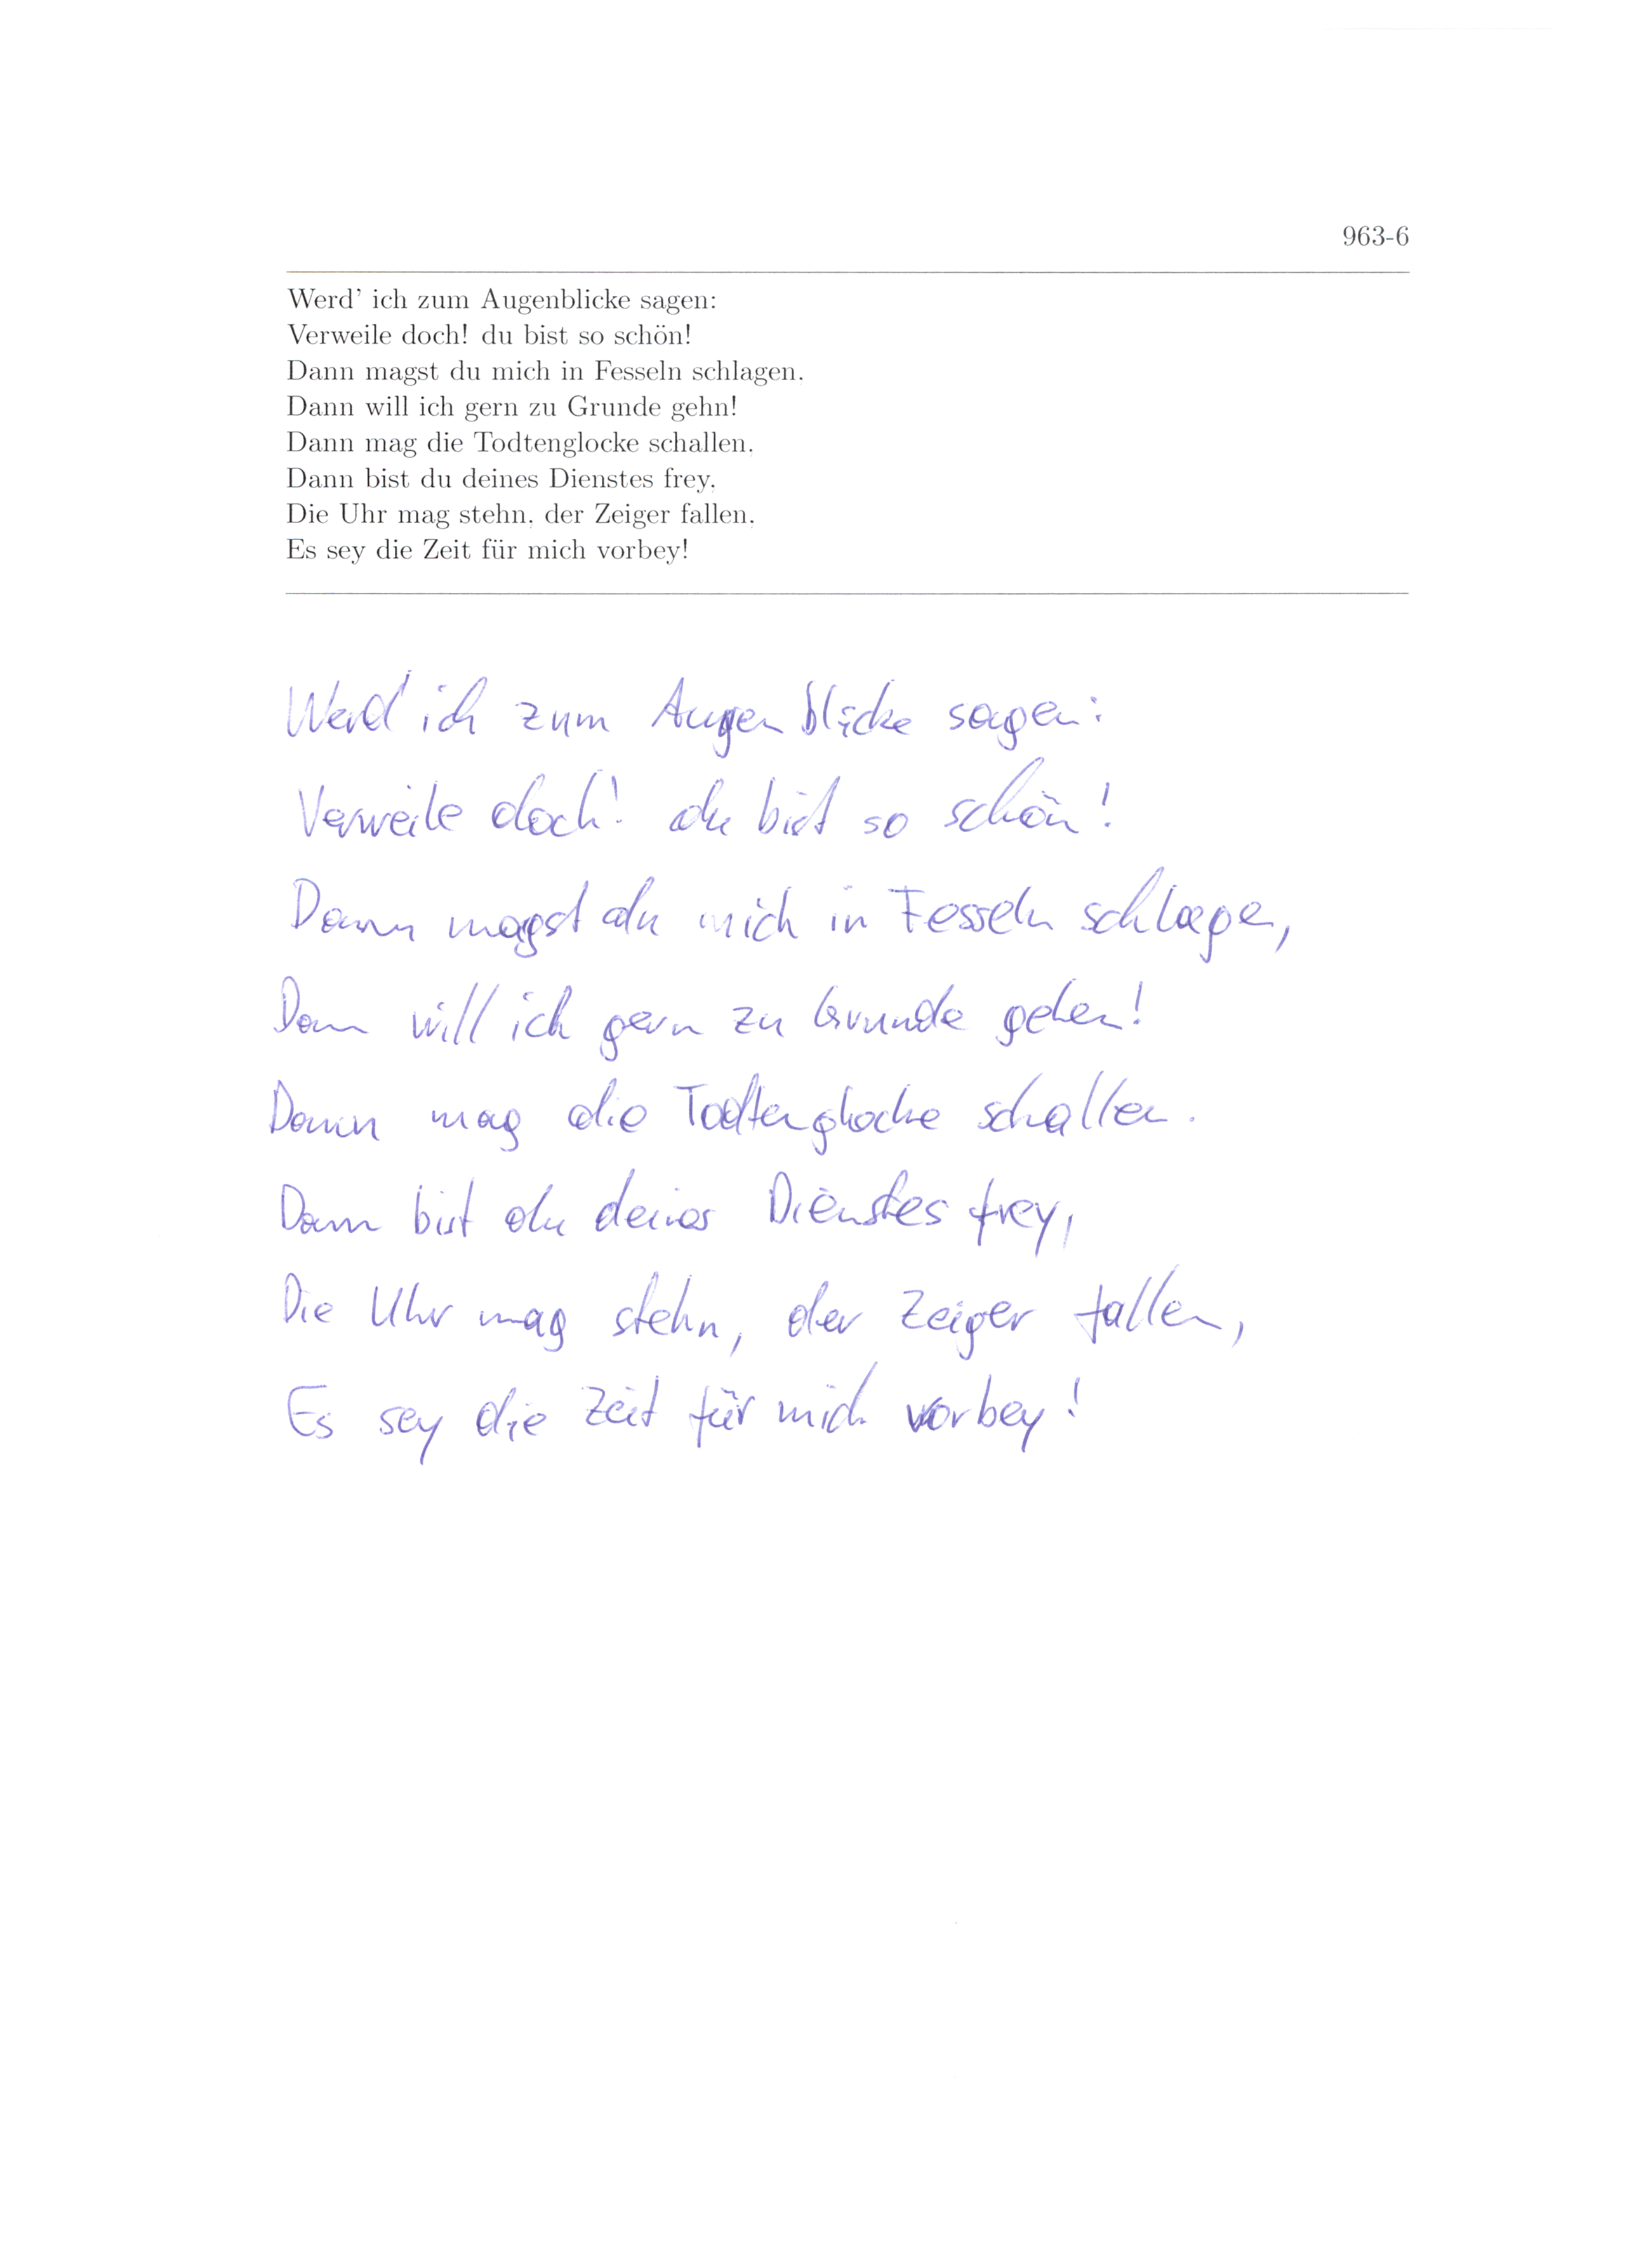 963-6
Werd' ich zum Augenblicke sagen:
Verweile doch! du bist so schön!
Dann magst du mich in Fesseln schlagen,
Dann will ich gern zu Grunde gehn!
Dann mag die Todtenglocke schallen,
Dann bist du deines Dienstes frey,
Die Uhr mag stehn, der Zeiger fallen,
Es sey die Zeit für mich vorbey!
Werd' ich zum Augenblicke sagen:
Verweile doch! du bist so schön!
Dann magst du mich in Fesseln schlagen,
Dann will ich gern zu Grunde gehen!
Dann mag die Todtenglocke schallen.
Dann bist du deines Dienstes frey,
Die Uhr mag stehn, der Zeiger fallen,
Es sey die Zeit für mich vorbey!